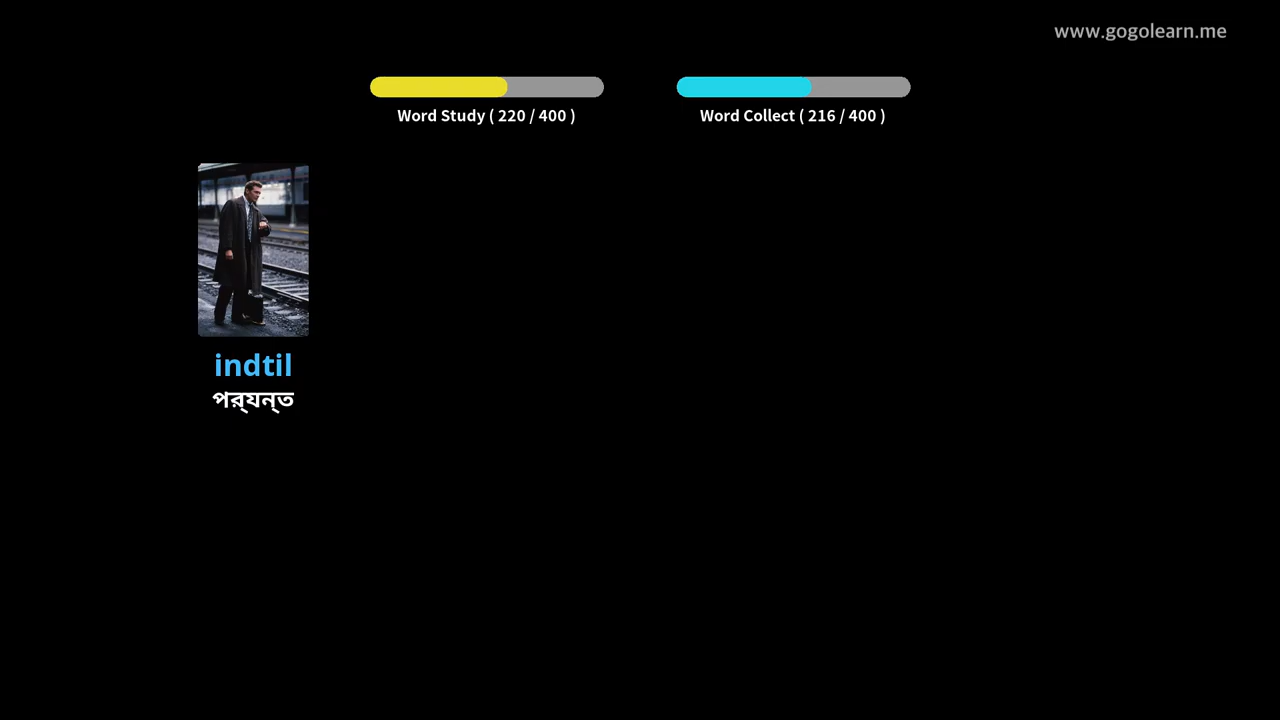 www.gogolearn.me
Word Study ( 220 / 400 )
Word Collect ( 216 / 400 )
indtil
পর্যন্ত